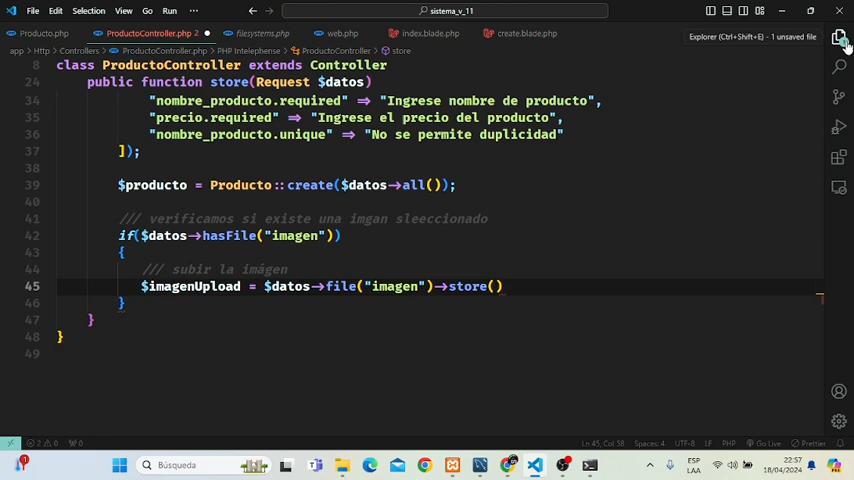 File Edit Selection View Go Run ... sistema_v_11
Producto.php ProductoController.php 2 filesystems.php web.php index.blade.php create.blade.php
Explorer (Ctrl+Shift+E) - 1 unsaved file
app > Http > Controllers > ProductoController.php > PHP Intelephense > ProductoController > store
8 class ProductoController extends Controller
24 public function store(Request $datos)
34 "nombre_producto.required" => "Ingrese nombre de producto",
35 "precio.required" => "Ingrese el precio del producto",
36 "nombre_producto.unique" => "No se permite duplicidad"
37 ]);
38
39 $producto = Producto::create($datos->all());
40
41 /// verificamos si existe una imgan sleeccionado
42 if($datos->hasFile("imagen"))
43 {
44 /// subir la imágen
45 $imagenUpload = $datos->file("imagen")->store()
46 }
47 }
48 }
49
2 0 0 Ln 45, Col 58 Spaces: 4 UTF-8 LF PHP Go Live Prettier
1 Búsqueda ESP LAA 22:57 18/04/2024